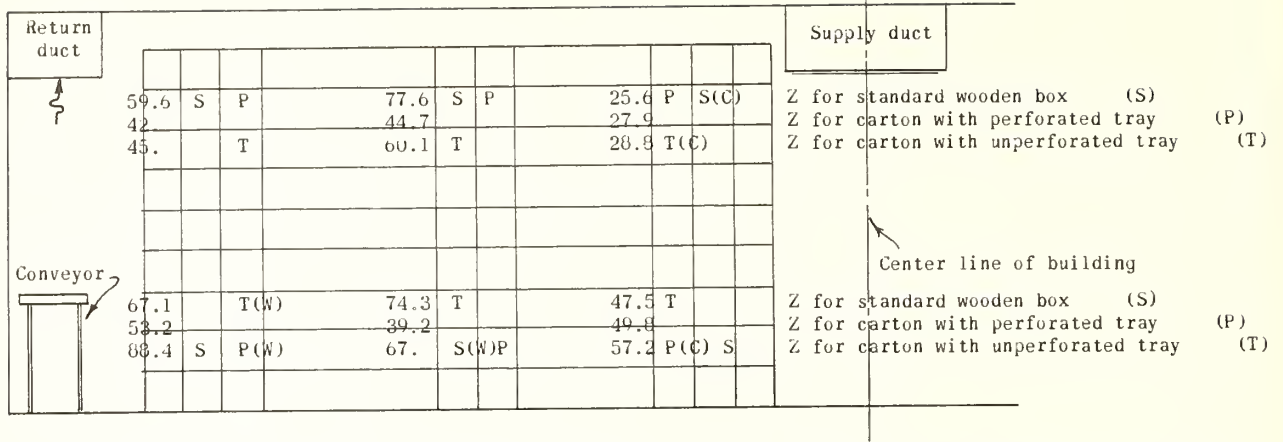 Return duct
Supply duct
59.6 S P 77.6 S P 25.6 P S(C) Z for standard wooden box (S)
42. 44.7 27.9 Z for carton with perforated tray (P)
45. T 60.1 T 28.8 T(C) Z for carton with unperforated tray (T)
Center line of building
Conveyor
67.1 T(W) 74.3 T 47.5 T Z for standard wooden box (S)
53.2 39.2 49.8 Z for carton with perforated tray (P)
88.4 S P(W) 67. S(W)P 57.2 P(C) S Z for carton with unperforated tray (T)